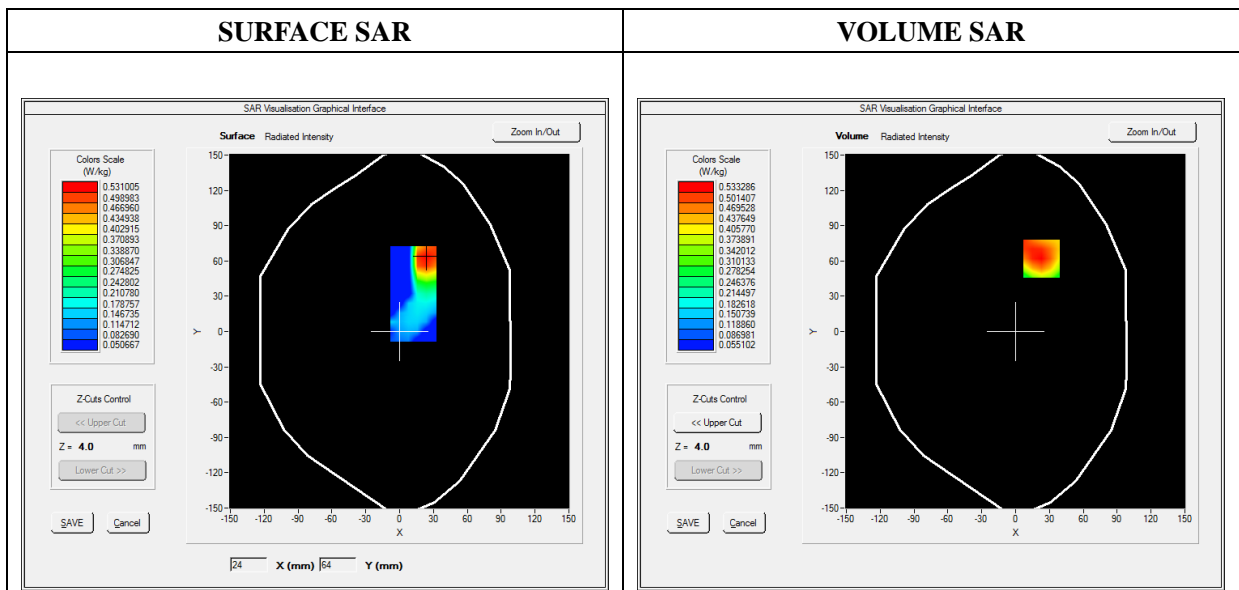 SURFACE SAR
VOLUME SAR
SAR Visualisation Graphical Interface
Surface Radiated Intensity
Zoom In/Out
Colors Scale
(W/kg)
0.531005
0.498983
0.466960
0.434938
0.402915
0.370893
0.338870
0.306847
0.274825
0.242802
0.210780
0.178757
0.146735
0.114712
0.082690
0.050667
150
120
90
60
30
0
-30
-60
-90
-120
-150
Y
-150 -120 -90 -60 -30 0 30 60 90 120 150
X
Z-Cuts Control
<< Upper Cut
Z = 4.0 mm
Lower Cut >>
SAVE Cancel
24 X (mm) 64 Y (mm)
SAR Visualisation Graphical Interface
Volume Radiated Intensity
Zoom In/Out
Colors Scale
(W/kg)
0.533286
0.501407
0.469528
0.437649
0.405770
0.373891
0.342012
0.310133
0.278254
0.246376
0.214497
0.182618
0.150739
0.118860
0.086981
0.055102
150
120
90
60
30
0
-30
-60
-90
-120
-150
Y
-150 -120 -90 -60 -30 0 30 60 90 120 150
X
Z-Cuts Control
<< Upper Cut
Z = 4.0 mm
Lower Cut >>
SAVE Cancel